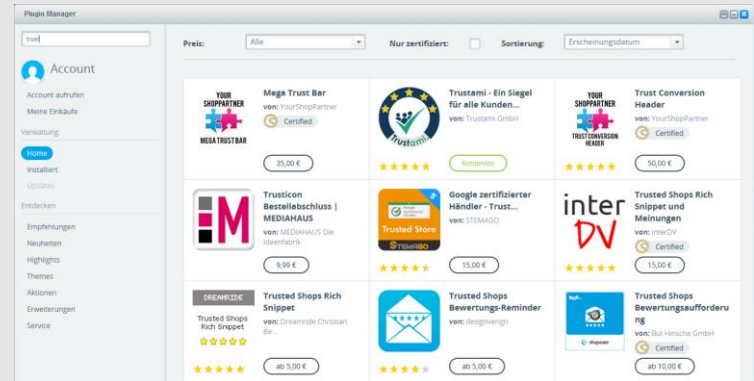 Plugin Manager
trust
Preis:
Alle
Nur zertifiziert:
Sortierung:
Erscheinungsdatum
Account
Account aufrufen
Meine Einkäufe
Verwaltung
Home
Installiert
Updates
Entdecken
Empfehlungen
Neuheiten
Highlights
Themes
Aktionen
Erweiterungen
Service
YOUR
SHOPPARTNER
MEGA TRUST BAR
Mega Trust Bar
von: YourShopPartner
Certified
35,00 €
Trustami
Trustami - Ein Siegel
für alle Kunden...
von: Trustami GmbH
Kostenlos
YOUR
SHOPPARTNER
TRUST CONVERSION
HEADER
Trust Conversion
Header
von: YourShopPartner
Certified
50,00 €
M
Trusticon
Bestellabschluss |
MEDIAHAUS
von: MEDIAHAUS Die
Ideenfabrik
9,99 €
Trusted Store
STEMAGO
Google zertifizierter
Händler - Trust...
von: STEMAGO
15,00 €
inter
DV
Trusted Shops Rich
Snippet und
Meinungen
von: interDV
Certified
15,00 €
DREAMRIDE
Trusted Shops
Rich Snippet
Trusted Shops Rich
Snippet
von: Dreamride Christian
Be...
ab 5,00 €
Trusted Shops
Bewertungs-Reminder
von: designverign
ab 5,00 €
shopware
Trusted Shops
Bewertungsaufforderu
ng
von: Bui Hinsche GmbH
Certified
ab 10,00 €